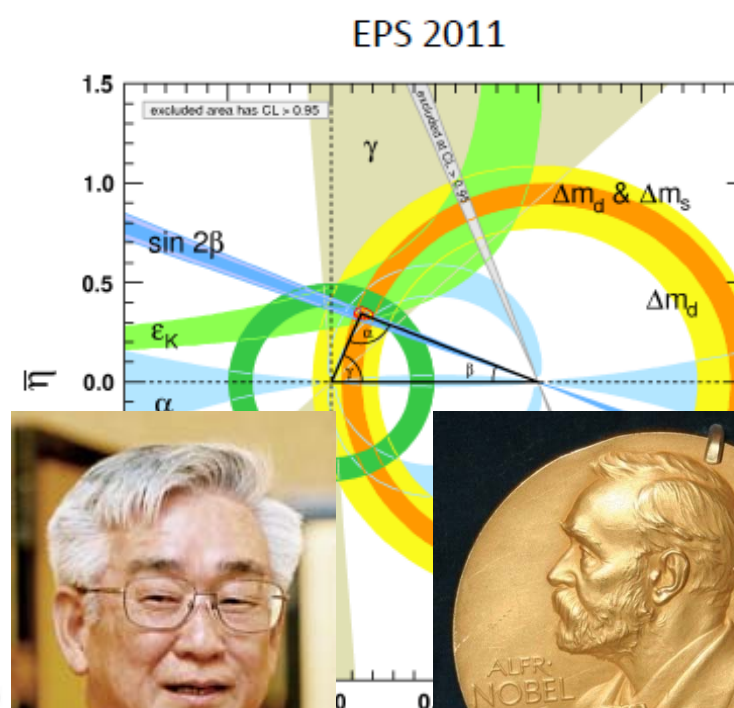 EPS 2011
1.5
excluded area has CL > 0.95
excluded at CL > 0.95
γ
1.0
Δm_d & Δm_s
sin 2β
0.5
Δm_d
ε_K
α
γ
β
η̄
0.0
α
ALFR·
NOBEL
0
0